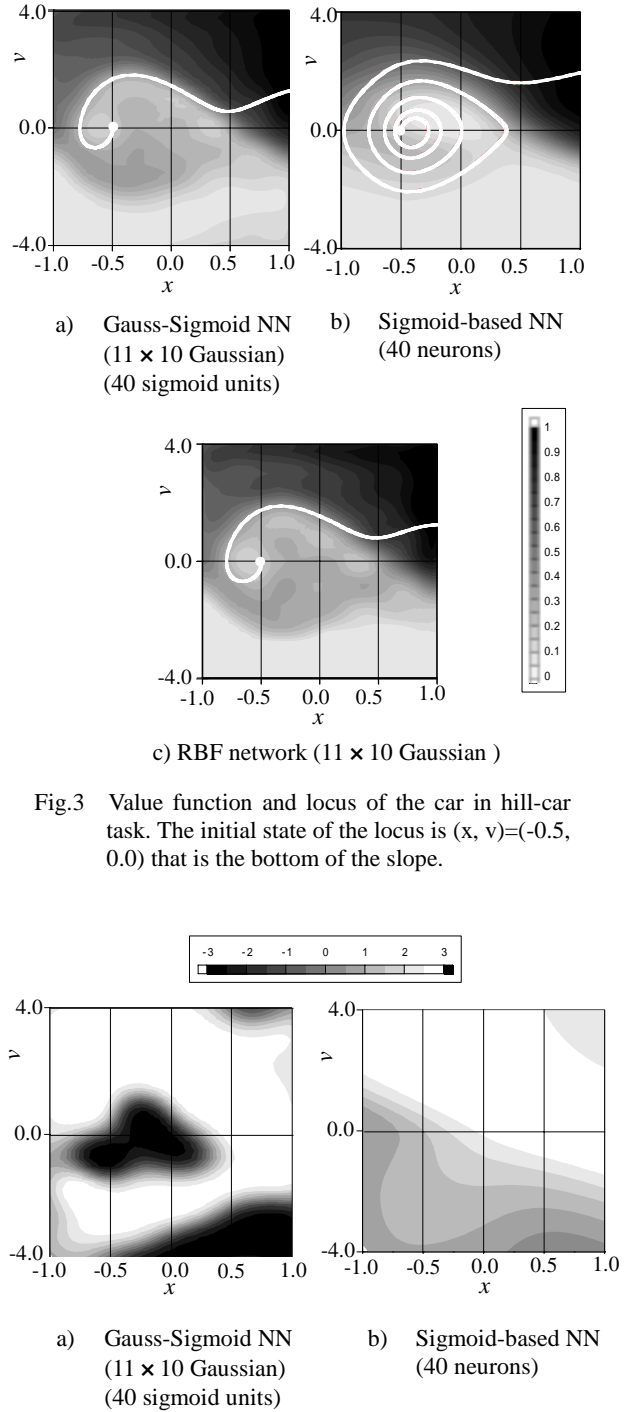 4.0
v
0.0
-4.0
-1.0 -0.5 0.0 0.5 1.0
x
a) Gauss-Sigmoid NN
(11 × 10 Gaussian)
(40 sigmoid units)
4.0
v
0.0
-4.0
-1.0 -0.5 0.0 0.5 1.0
x
b) Sigmoid-based NN
(40 neurons)
4.0
v
0.0
-4.0
-1.0 -0.5 0.0 0.5 1.0
x
1
0.9
0.8
0.7
0.6
0.5
0.4
0.3
0.2
0.1
0
c) RBF network (11 × 10 Gaussian )
Fig.3 Value function and locus of the car in hill-car
task. The initial state of the locus is (x, v)=(-0.5,
0.0) that is the bottom of the slope.
-3 -2 -1 0 1 2 3
4.0
v
0.0
-4.0
-1.0 -0.5 0.0 0.5 1.0
x
a) Gauss-Sigmoid NN
(11 × 10 Gaussian)
(40 sigmoid units)
4.0
v
0.0
-4.0
-1.0 -0.5 0.0 0.5 1.0
x
b) Sigmoid-based NN
(40 neurons)